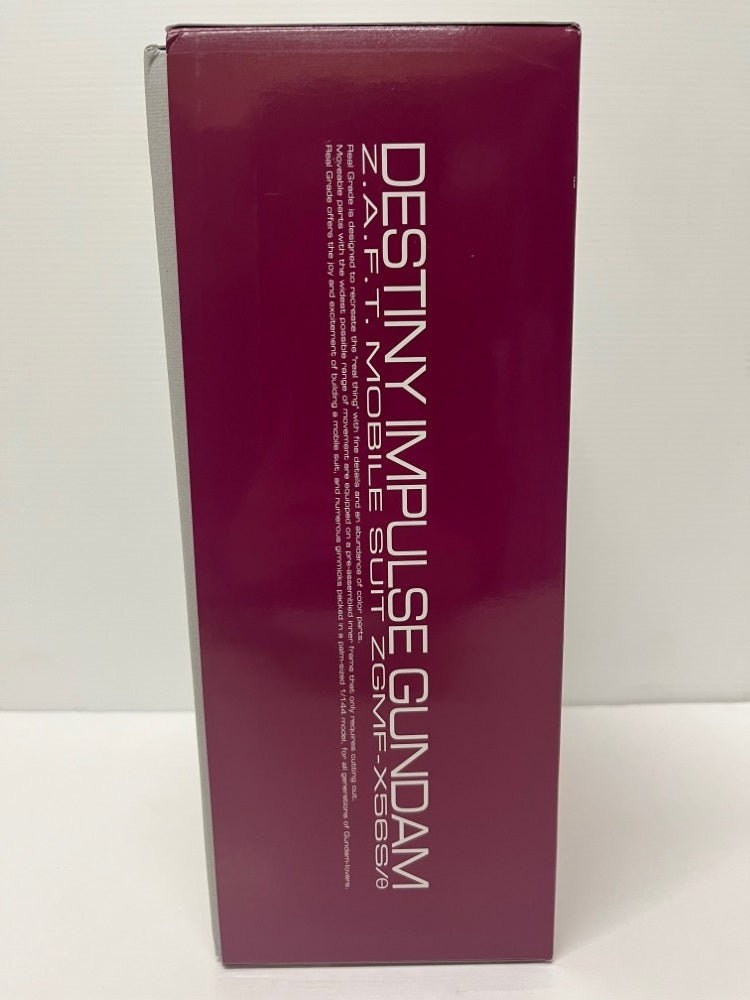 DESTINY IMPULSE GUNDAM
Z.A.F.T. MOBILE SUIT ZGMF-X56S/θ
Real Grade is designed to recreate the "real thing" with fine details and an abundance of color parts.
Moveable parts with the widest possible range of movement are equipped on a pre-assembled inner frame that only requires cutting out.
Real Grade offers the joy and excitement of building a mobile suit, and numerous gimmicks packed in a palm-sized 1/144 model, for all generations of Gundam-lovers.